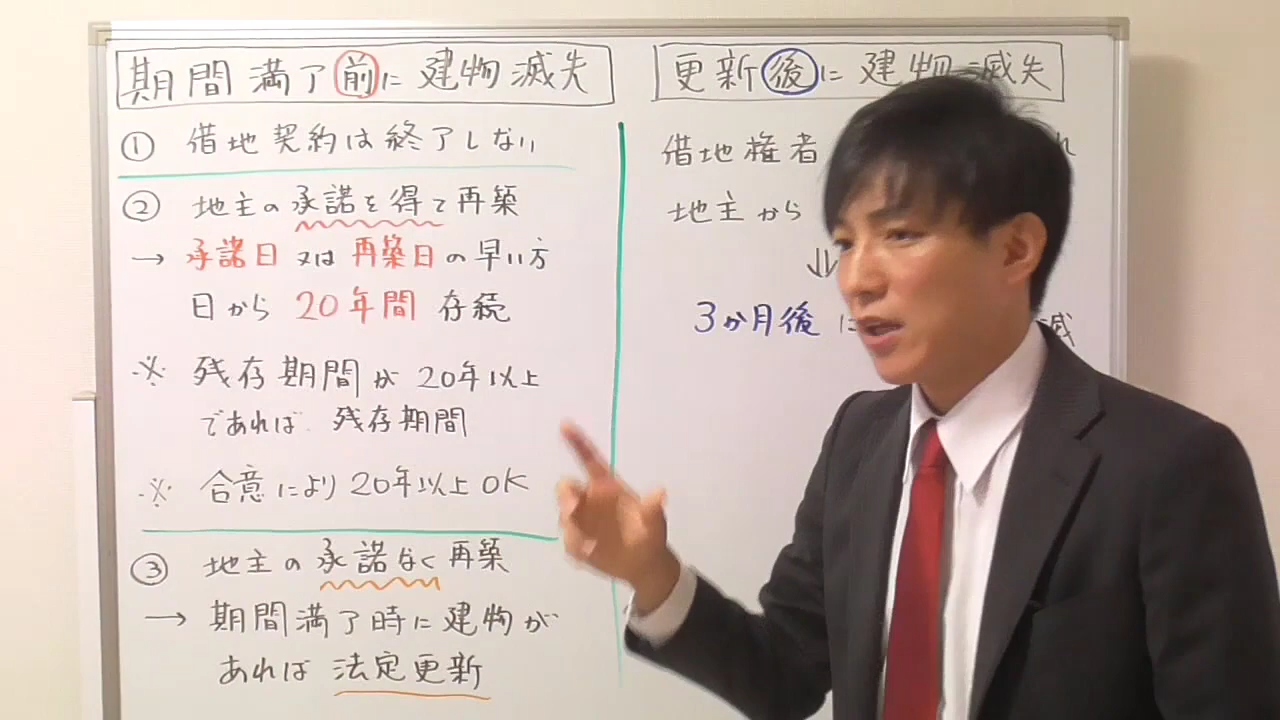 期間満了前に建物滅失
① 借地契約は終了しない
② 地主の承諾を得て再築
→ 承諾日又は再築日の早い方
日から 20年間 存続
※ 残存期間が20年以上
であれば 残存期間
※ 合意により20年以上OK
③ 地主の承諾なく再築
→ 期間満了時に建物が
あれば 法定更新
更新後に建物滅失
借地権者
地主から
⇓
3か月後に 滅